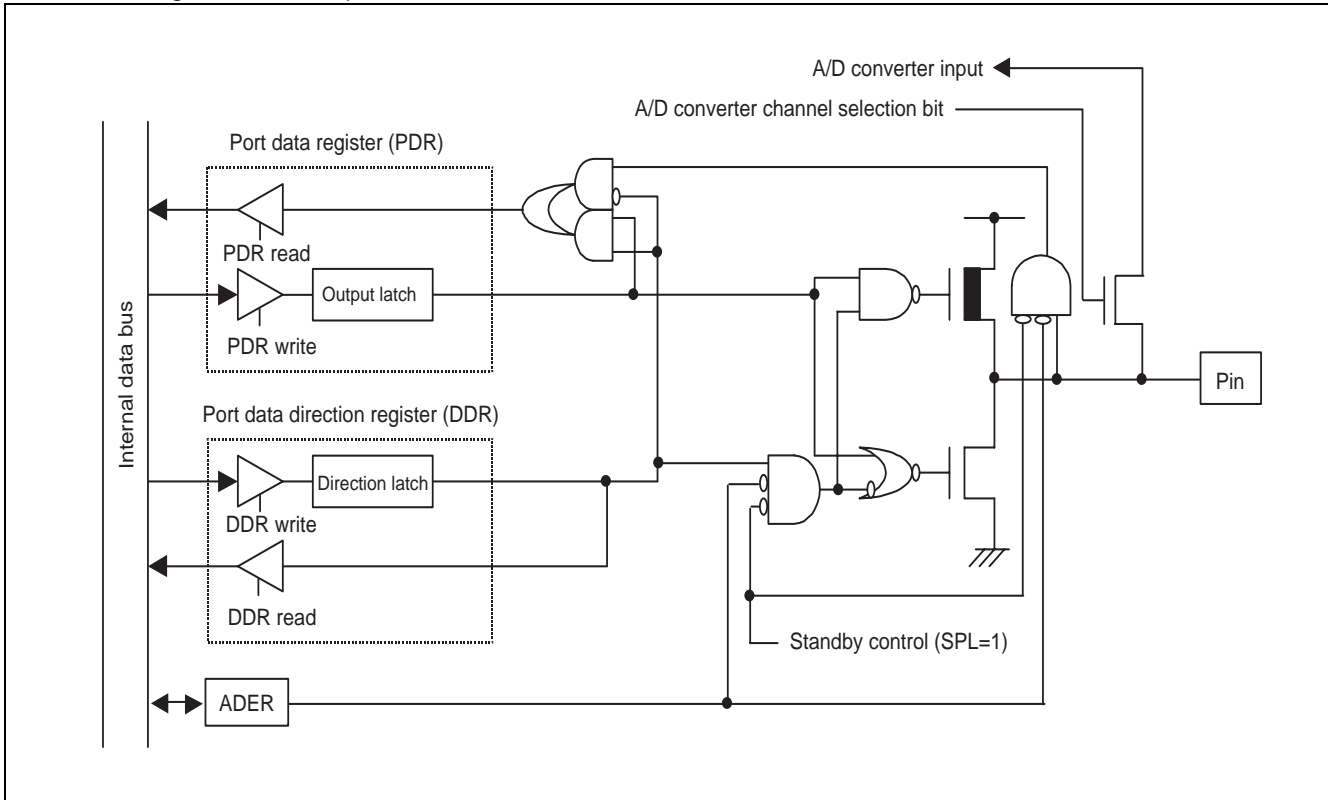 A/D converter input
A/D converter channel selection bit
Port data register (PDR)
PDR read
Output latch
PDR write
Internal data bus
Pin
Port data direction register (DDR)
Direction latch
DDR write
DDR read
Standby control (SPL=1)
ADER